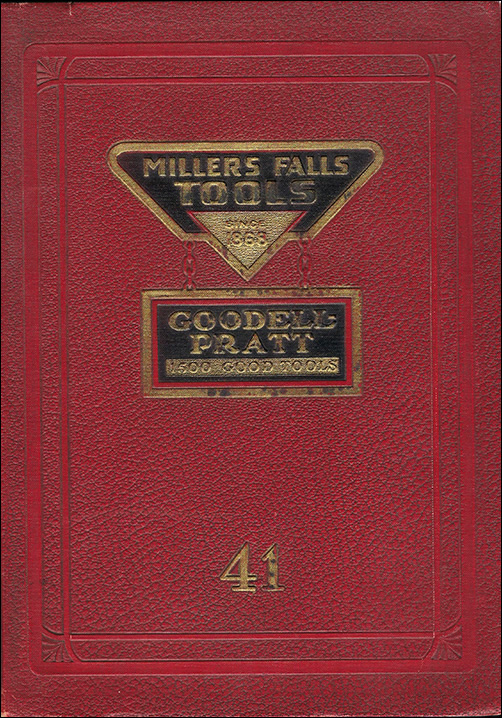 MILLERS FALLS
TOOLS
SINCE
1868
GOODELL-
PRATT
1500 GOOD TOOLS
41